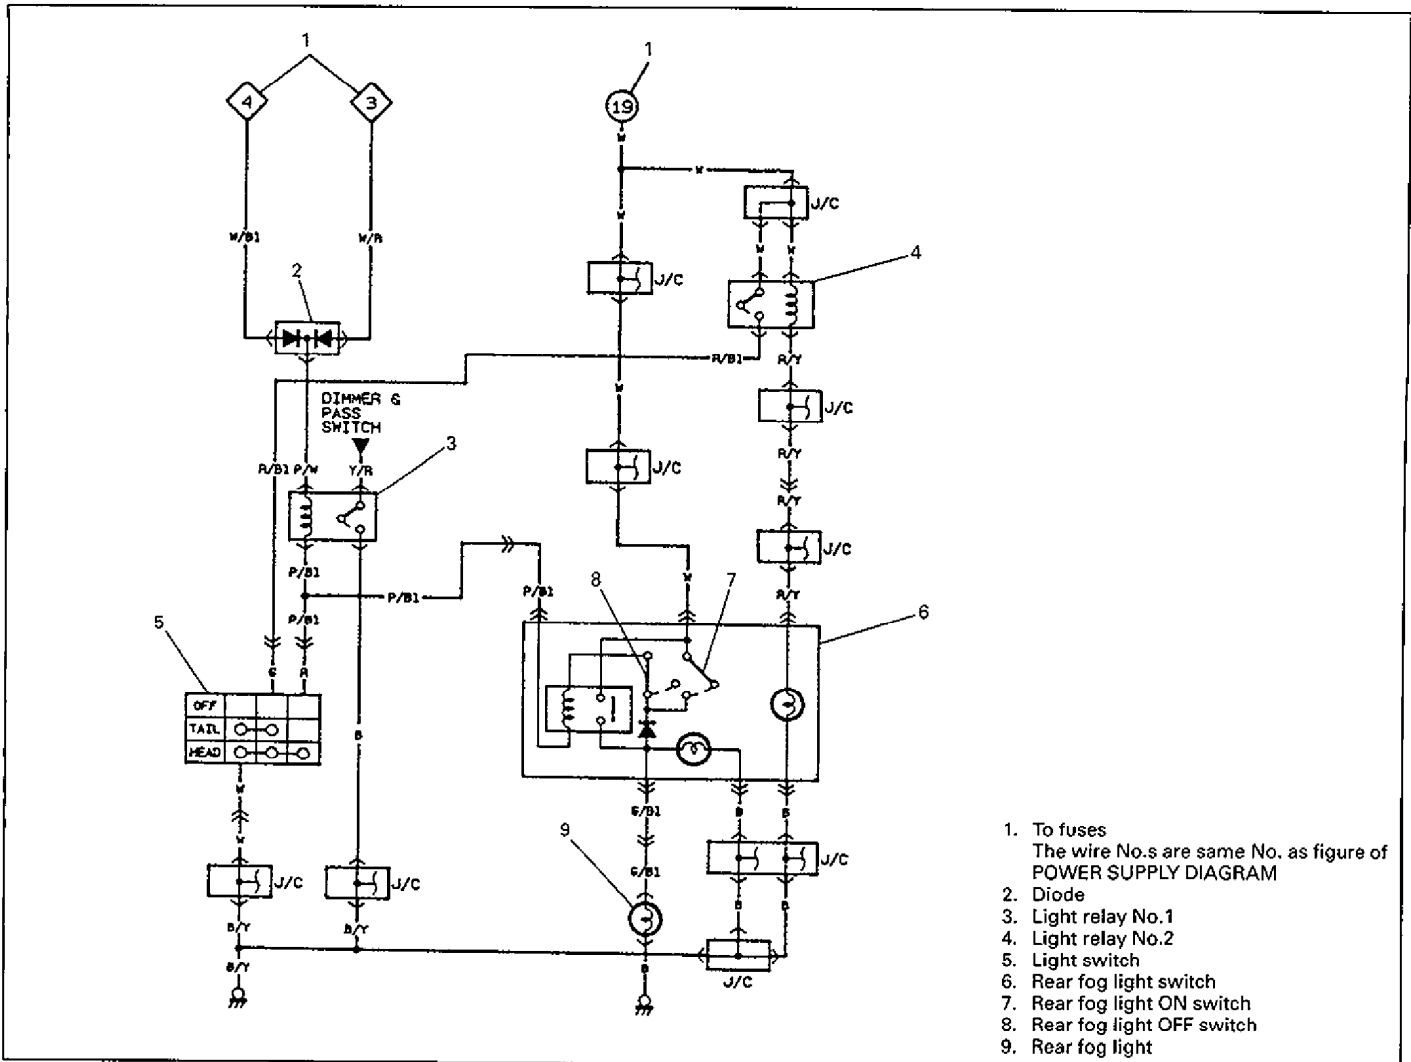 1
1
4
3
19
W
W
W
J/C
W/Bl
W/R
W
W
4
2
J/C
R/Bl
R/Y
DIMMER &
PASS
SWITCH
W
J/C
3
R/Bl
P/W
Y/R
J/C
R/Y
R/Y
P/Bl
J/C
P/Bl
P/Bl
W
8
7
R/Y
6
P/Bl
5
G
R
OFF
TAIL
HEAD
B
W
W
G/Bl
B
B
9
J/C
G/Bl
J/C
J/C
B
B
B/Y
B/Y
B/Y
B
J/C
1. To fuses
The wire No.s are same No. as figure of
POWER SUPPLY DIAGRAM
2. Diode
3. Light relay No.1
4. Light relay No.2
5. Light switch
6. Rear fog light switch
7. Rear fog light ON switch
8. Rear fog light OFF switch
9. Rear fog light